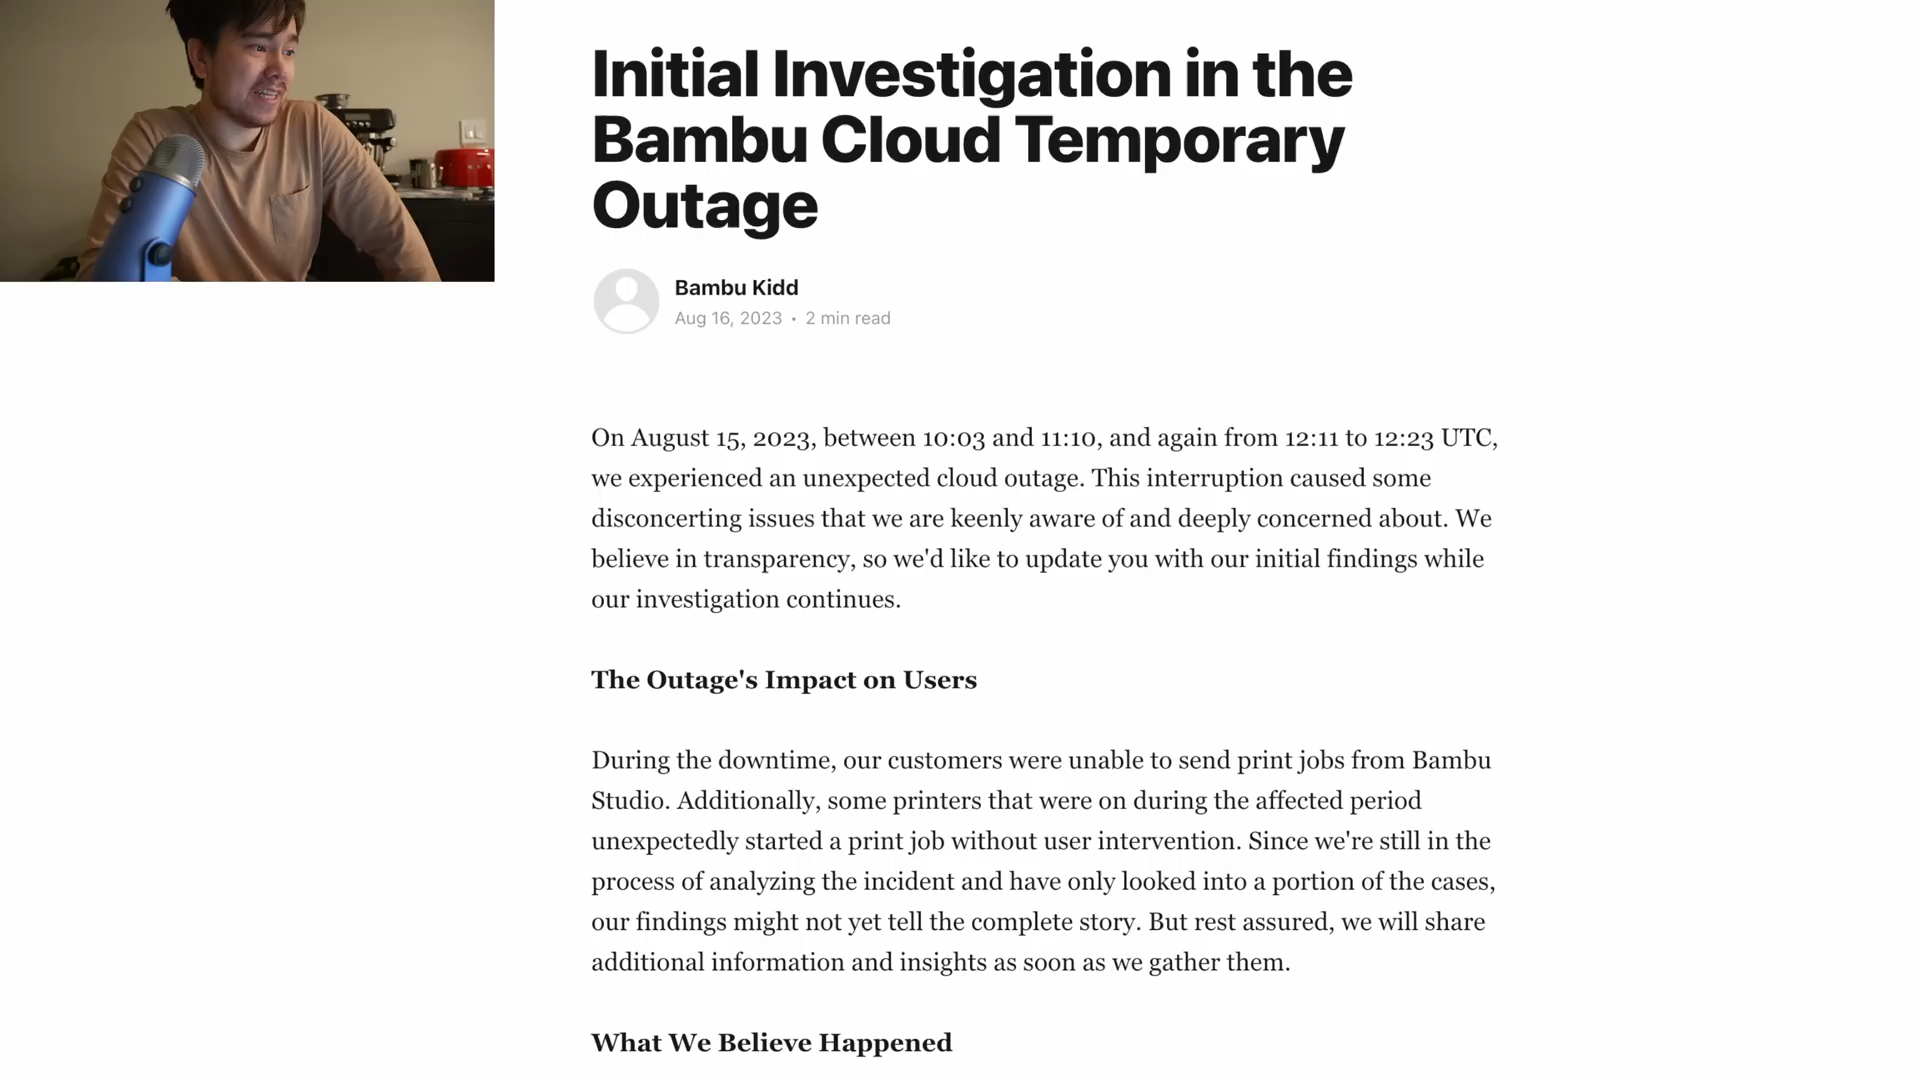 Initial Investigation in the
Bambu Cloud Temporary
Outage
Bambu Kidd
Aug 16, 2023 • 2 min read
On August 15, 2023, between 10:03 and 11:10, and again from 12:11 to 12:23 UTC,
we experienced an unexpected cloud outage. This interruption caused some
disconcerting issues that we are keenly aware of and deeply concerned about. We
believe in transparency, so we'd like to update you with our initial findings while
our investigation continues.
The Outage's Impact on Users
During the downtime, our customers were unable to send print jobs from Bambu
Studio. Additionally, some printers that were on during the affected period
unexpectedly started a print job without user intervention. Since we're still in the
process of analyzing the incident and have only looked into a portion of the cases,
our findings might not yet tell the complete story. But rest assured, we will share
additional information and insights as soon as we gather them.
What We Believe Happened